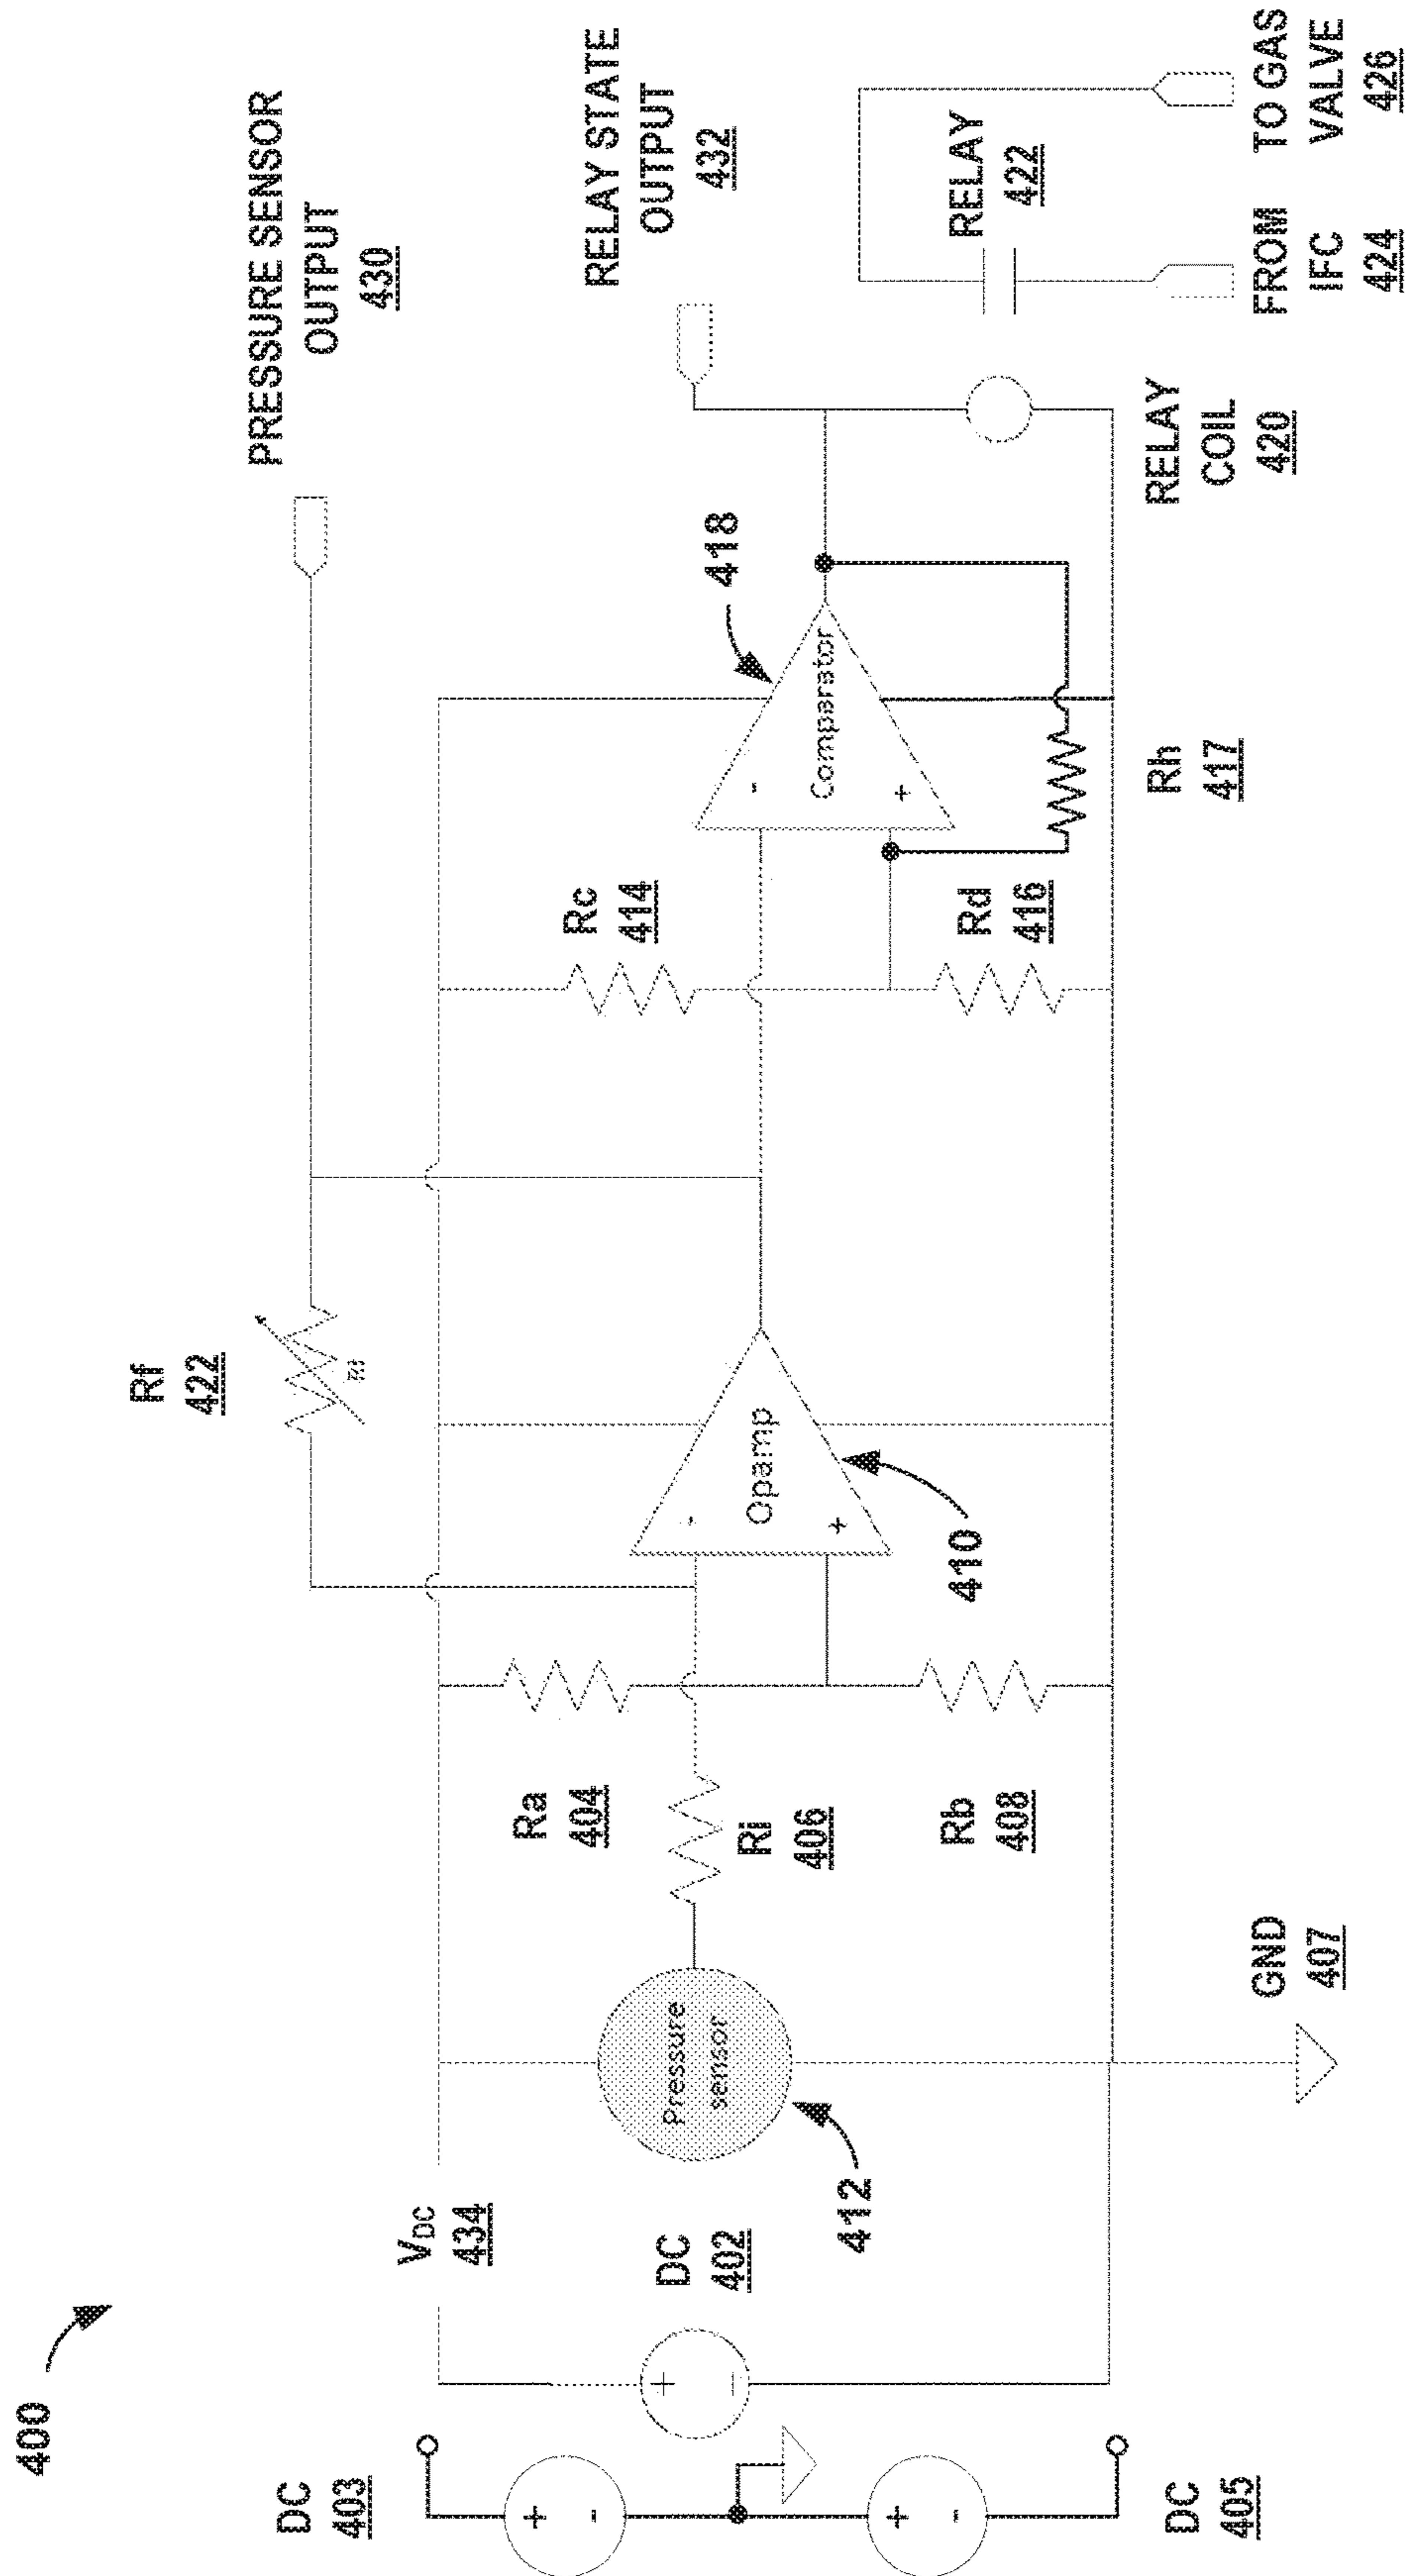 400
PRESSURE SENSOR
OUTPUT
430
Rf
422
Rf
RELAY STATE
OUTPUT
432
DC
403
V_DC
434
DC
402
+
-
+
-
+
-
DC
405
Pressure
sensor
412
GND
407
Ra
404
Ri
406
Rb
408
-
Opamp
+
410
Rc
414
Rd
416
-
Comparator
+
418
Rh
417
RELAY
COIL
420
RELAY
422
FROM
IFC
424
TO GAS
VALVE
426